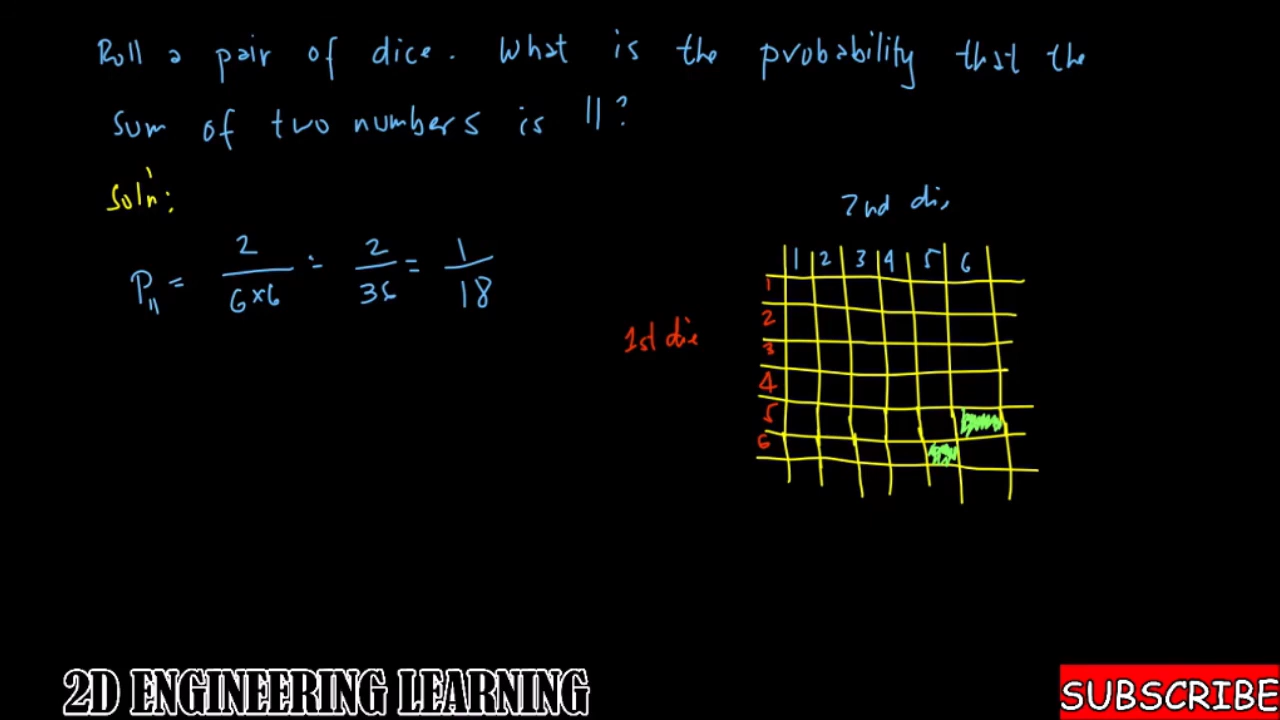 Roll a pair of dice. What is the probability that the
sum of two numbers is 11?
Sol'n:
P11 = 2/6×6 = 2/36 = 1/18
2nd die
1 2 3 4 5 6
1
2
1st die
3
4
5
6
2D ENGINEERING LEARNING
SUBSCRIBE